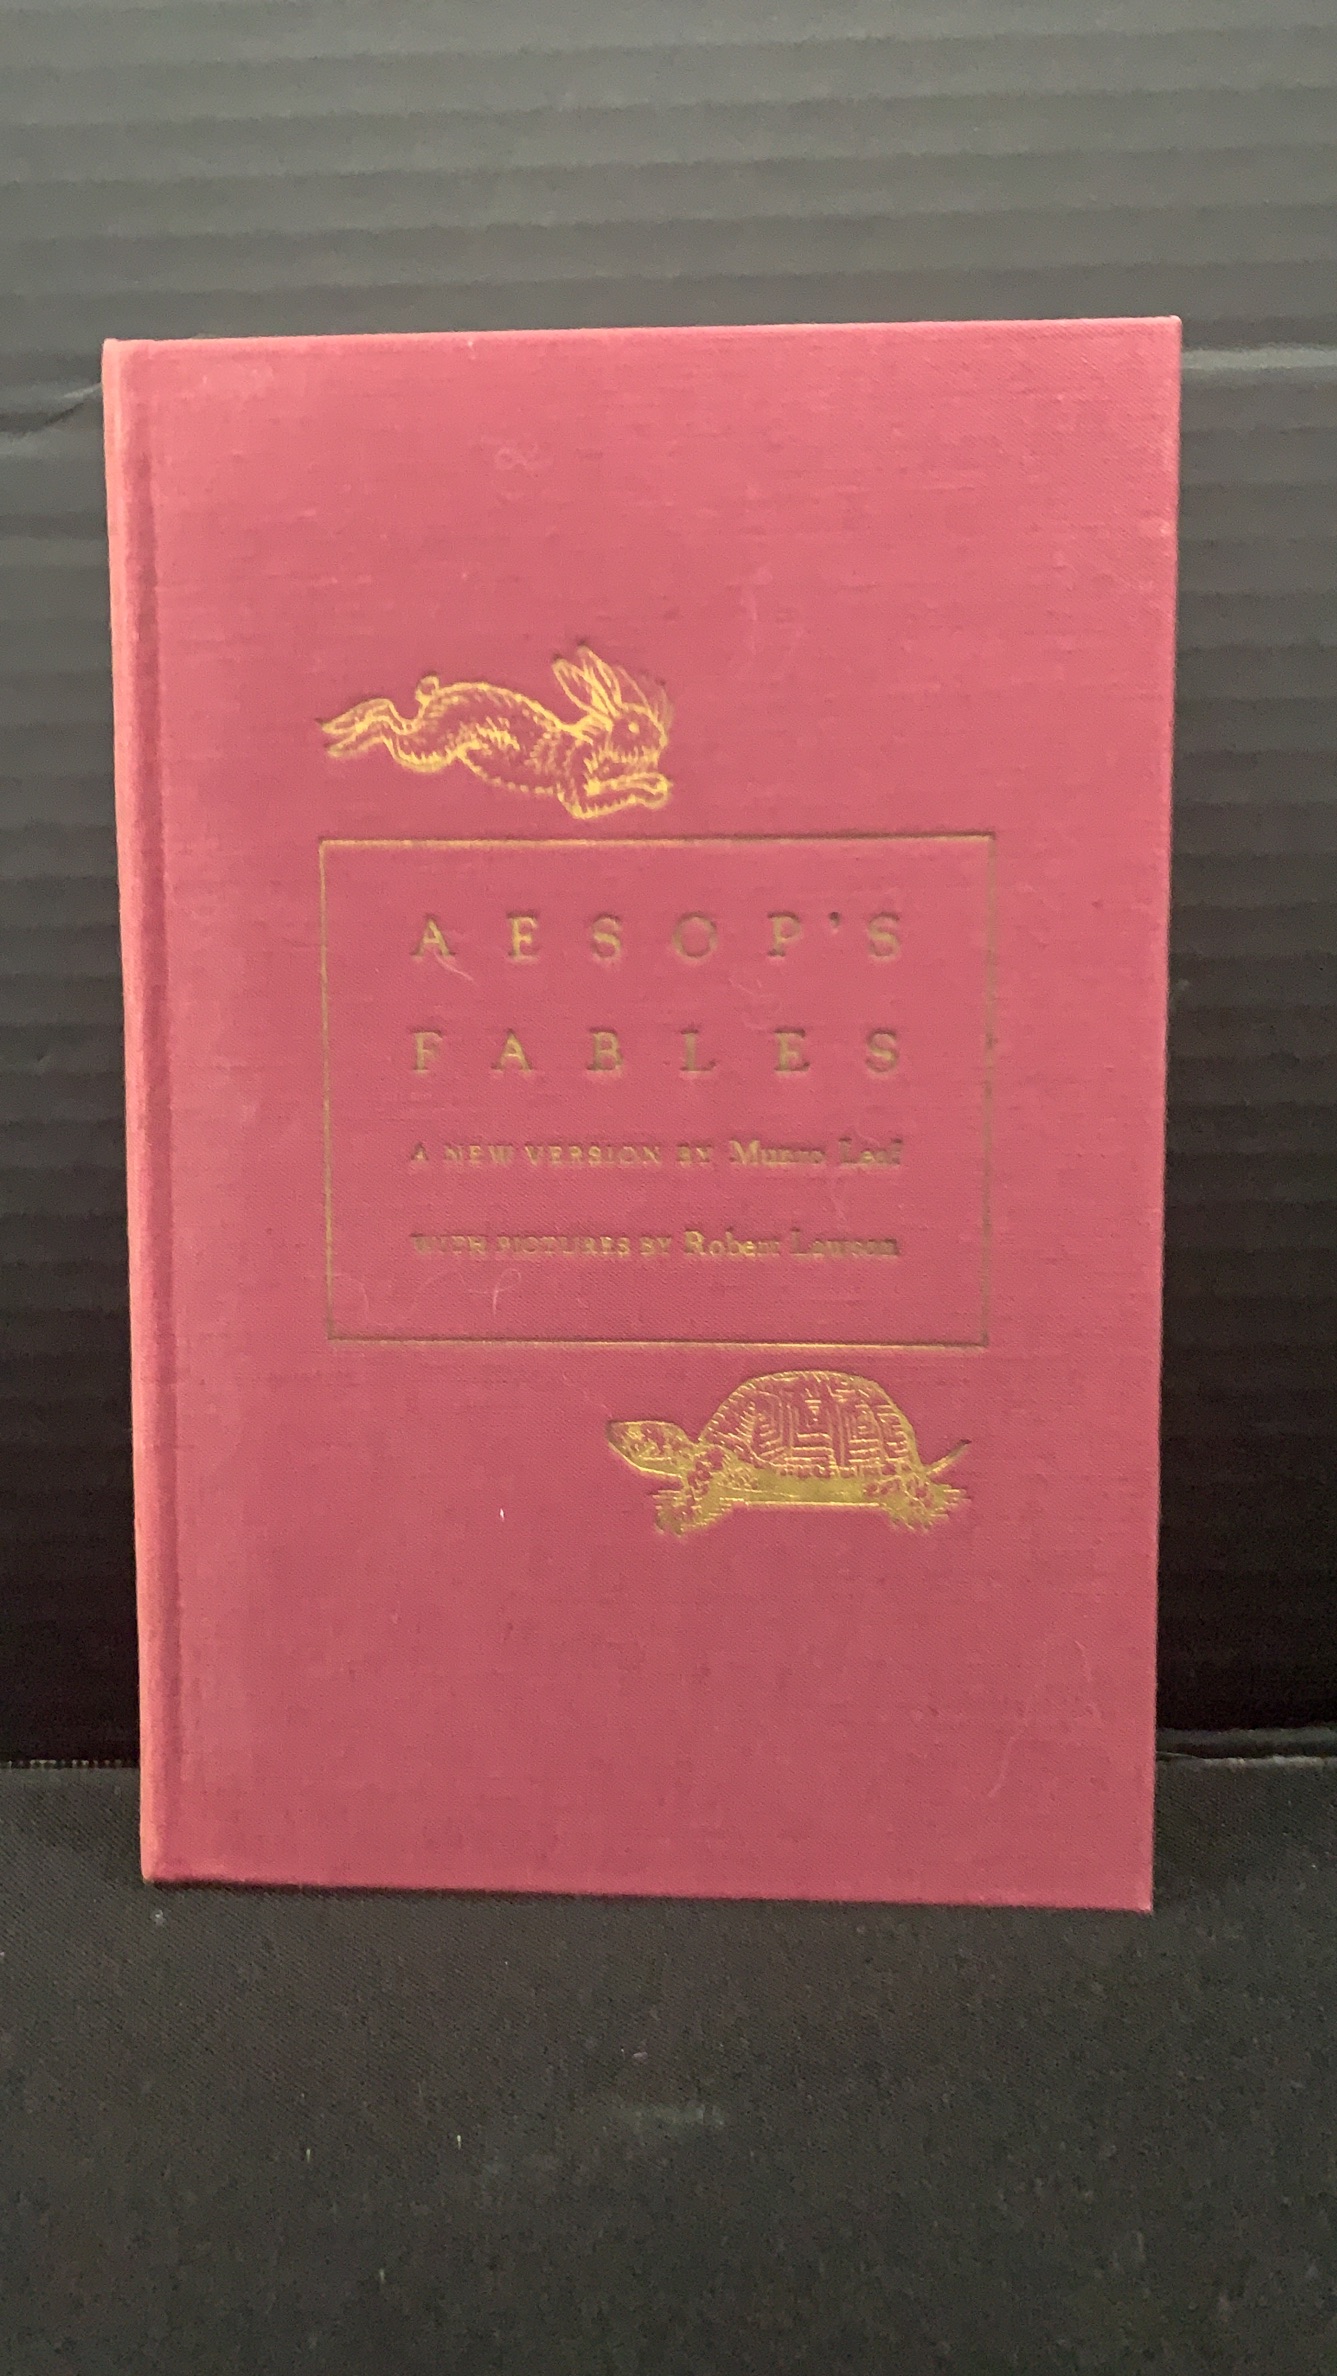 AESOP'S
FABLES
A NEW VERSION BY Munro Leaf
WITH PICTURES BY Robert Lawson